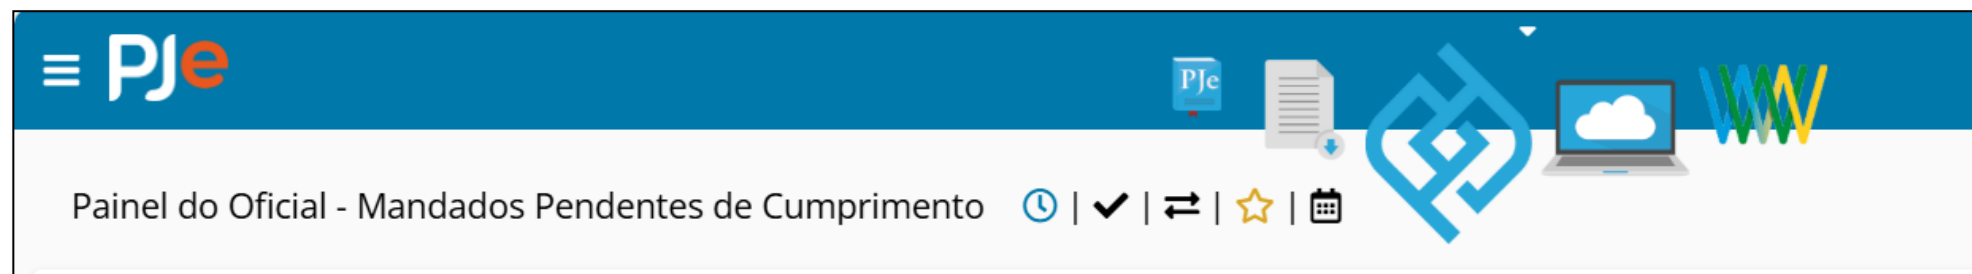 PJe
PJe
Painel do Oficial - Mandados Pendentes de Cumprimento | | | |